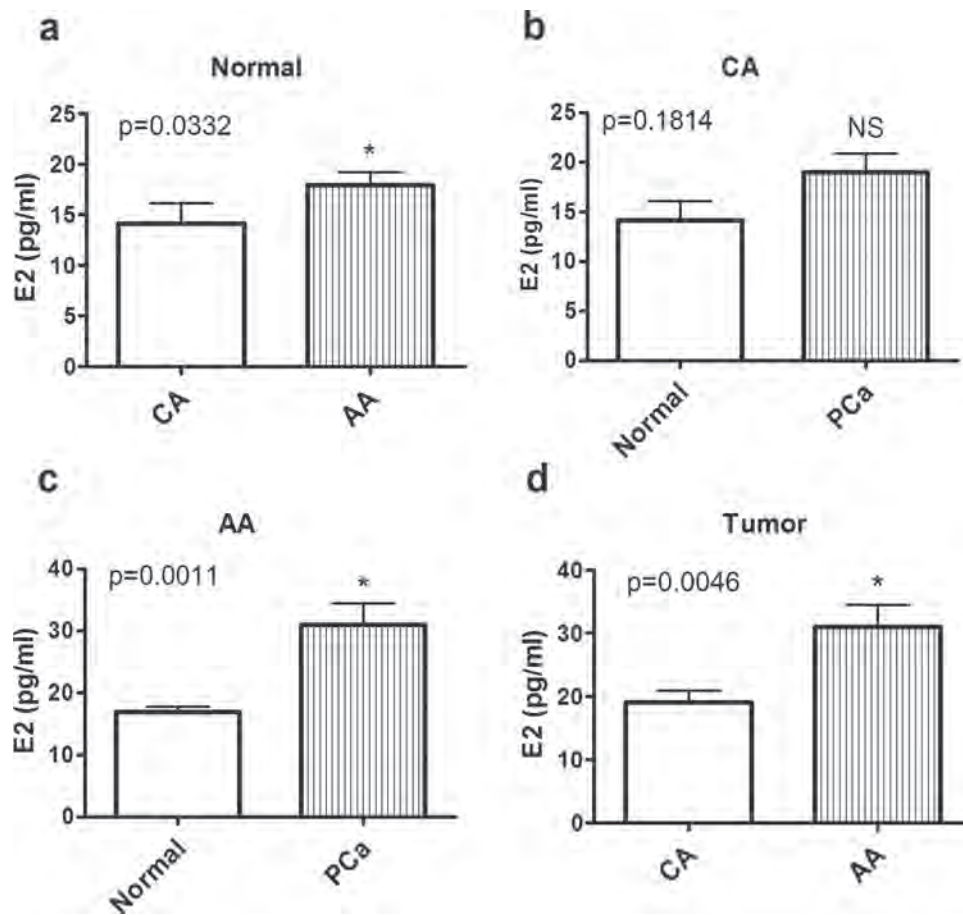 a
Normal
p=0.0332
*
E2 (pg/ml)
25
20
15
10
5
0
CA
AA
b
CA
p=0.1814
NS
E2 (pg/ml)
25
20
15
10
5
0
Normal
PCa
c
AA
p=0.0011
*
E2 (pg/ml)
40
30
20
10
0
Normal
PCa
d
Tumor
p=0.0046
*
E2 (pg/ml)
40
30
20
10
0
CA
AA